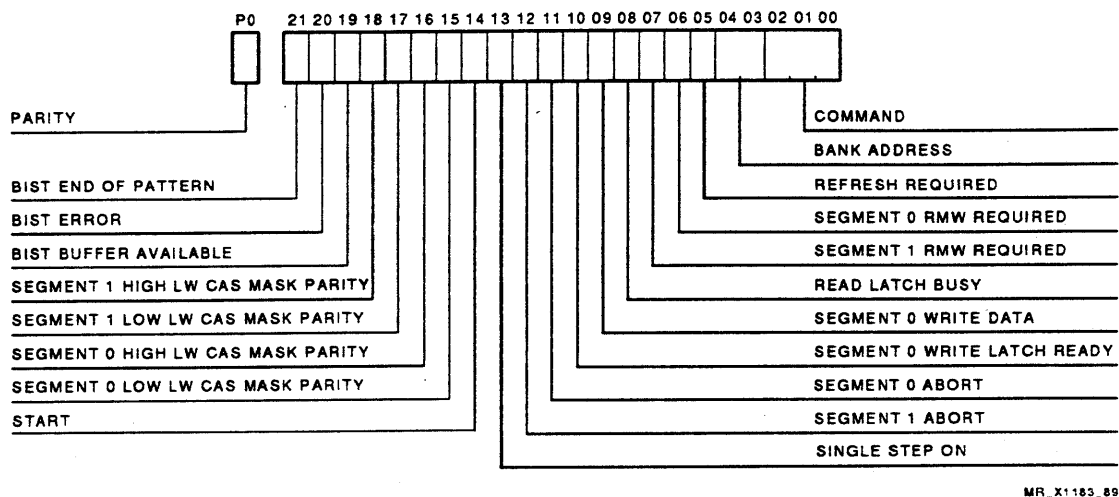 P0 21 20 19 18 17 16 15 14 13 12 11 10 09 08 07 06 05 04 03 02 01 00
PARITY
BIST END OF PATTERN
BIST ERROR
BIST BUFFER AVAILABLE
SEGMENT 1 HIGH LW CAS MASK PARITY
SEGMENT 1 LOW LW CAS MASK PARITY
SEGMENT 0 HIGH LW CAS MASK PARITY
SEGMENT 0 LOW LW CAS MASK PARITY
START
COMMAND
BANK ADDRESS
REFRESH REQUIRED
SEGMENT 0 RMW REQUIRED
SEGMENT 1 RMW REQUIRED
READ LATCH BUSY
SEGMENT 0 WRITE DATA
SEGMENT 0 WRITE LATCH READY
SEGMENT 0 ABORT
SEGMENT 1 ABORT
SINGLE STEP ON
MR_X1183_89